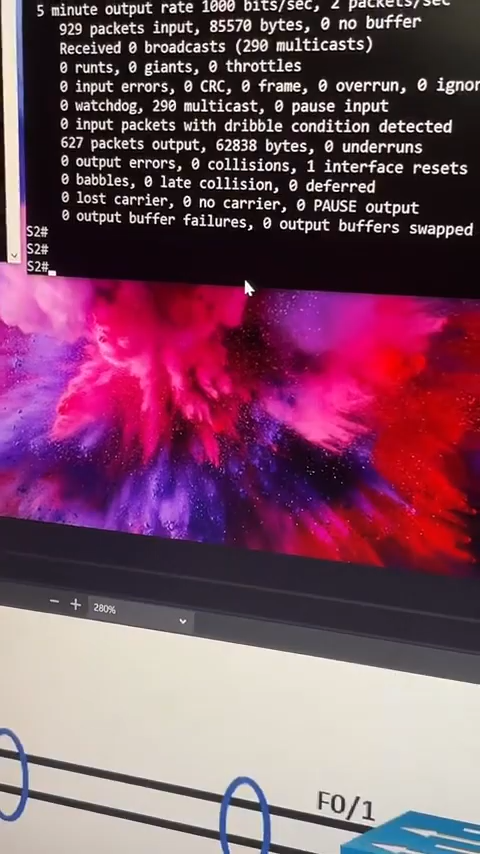 5 minute output rate 1000 bits/sec, 2 packets/sec
929 packets input, 85570 bytes, 0 no buffer
Received 0 broadcasts (290 multicasts)
0 runts, 0 giants, 0 throttles
0 input errors, 0 CRC, 0 frame, 0 overrun, 0 ignor
0 watchdog, 290 multicast, 0 pause input
0 input packets with dribble condition detected
627 packets output, 62838 bytes, 0 underruns
0 output errors, 0 collisions, 1 interface resets
0 babbles, 0 late collision, 0 deferred
0 lost carrier, 0 no carrier, 0 PAUSE output
0 output buffer failures, 0 output buffers swapped
S2#
S2#
S2#
280%
F0/1